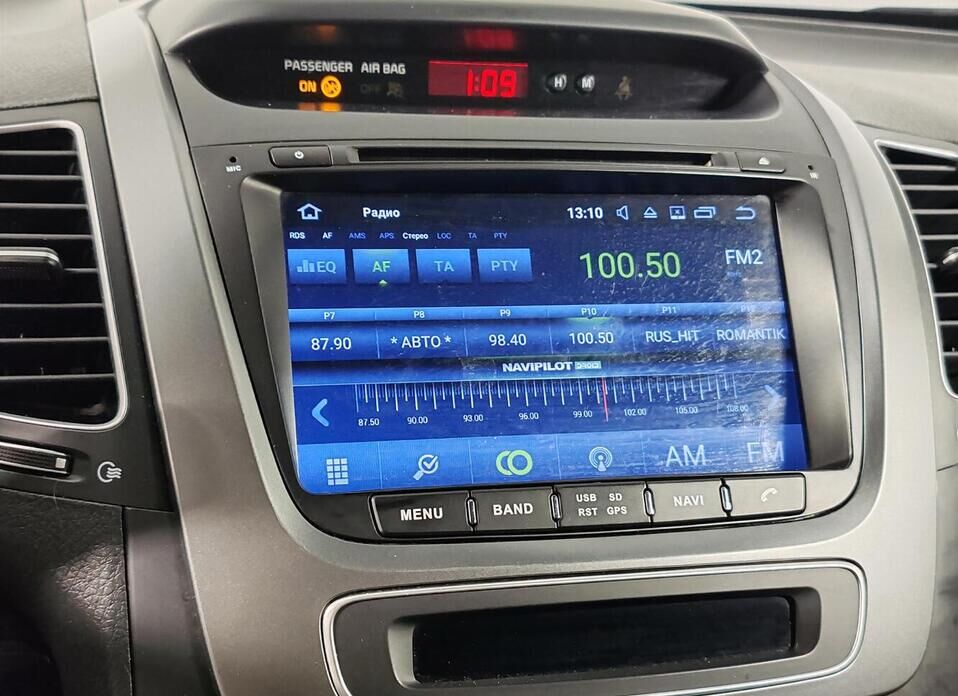 PASSENGER AIR BAG
ON OFF 1:09 H M
MIC
Радио 13:10
RDS AF AMS APS Стерео LOC TA PTY
EQ AF TA PTY 100.50 FM2
P7 P8 P9 P10 P11
87.90 * АВТО * 98.40 100.50 RUS_HIT ROMANTIK
NAVIPILOT DROID
87.50 90.00 93.00 96.00 99.00 102.00 105.00 108.00
AM FM
MENU BAND USB SD NAVI
RST GPS